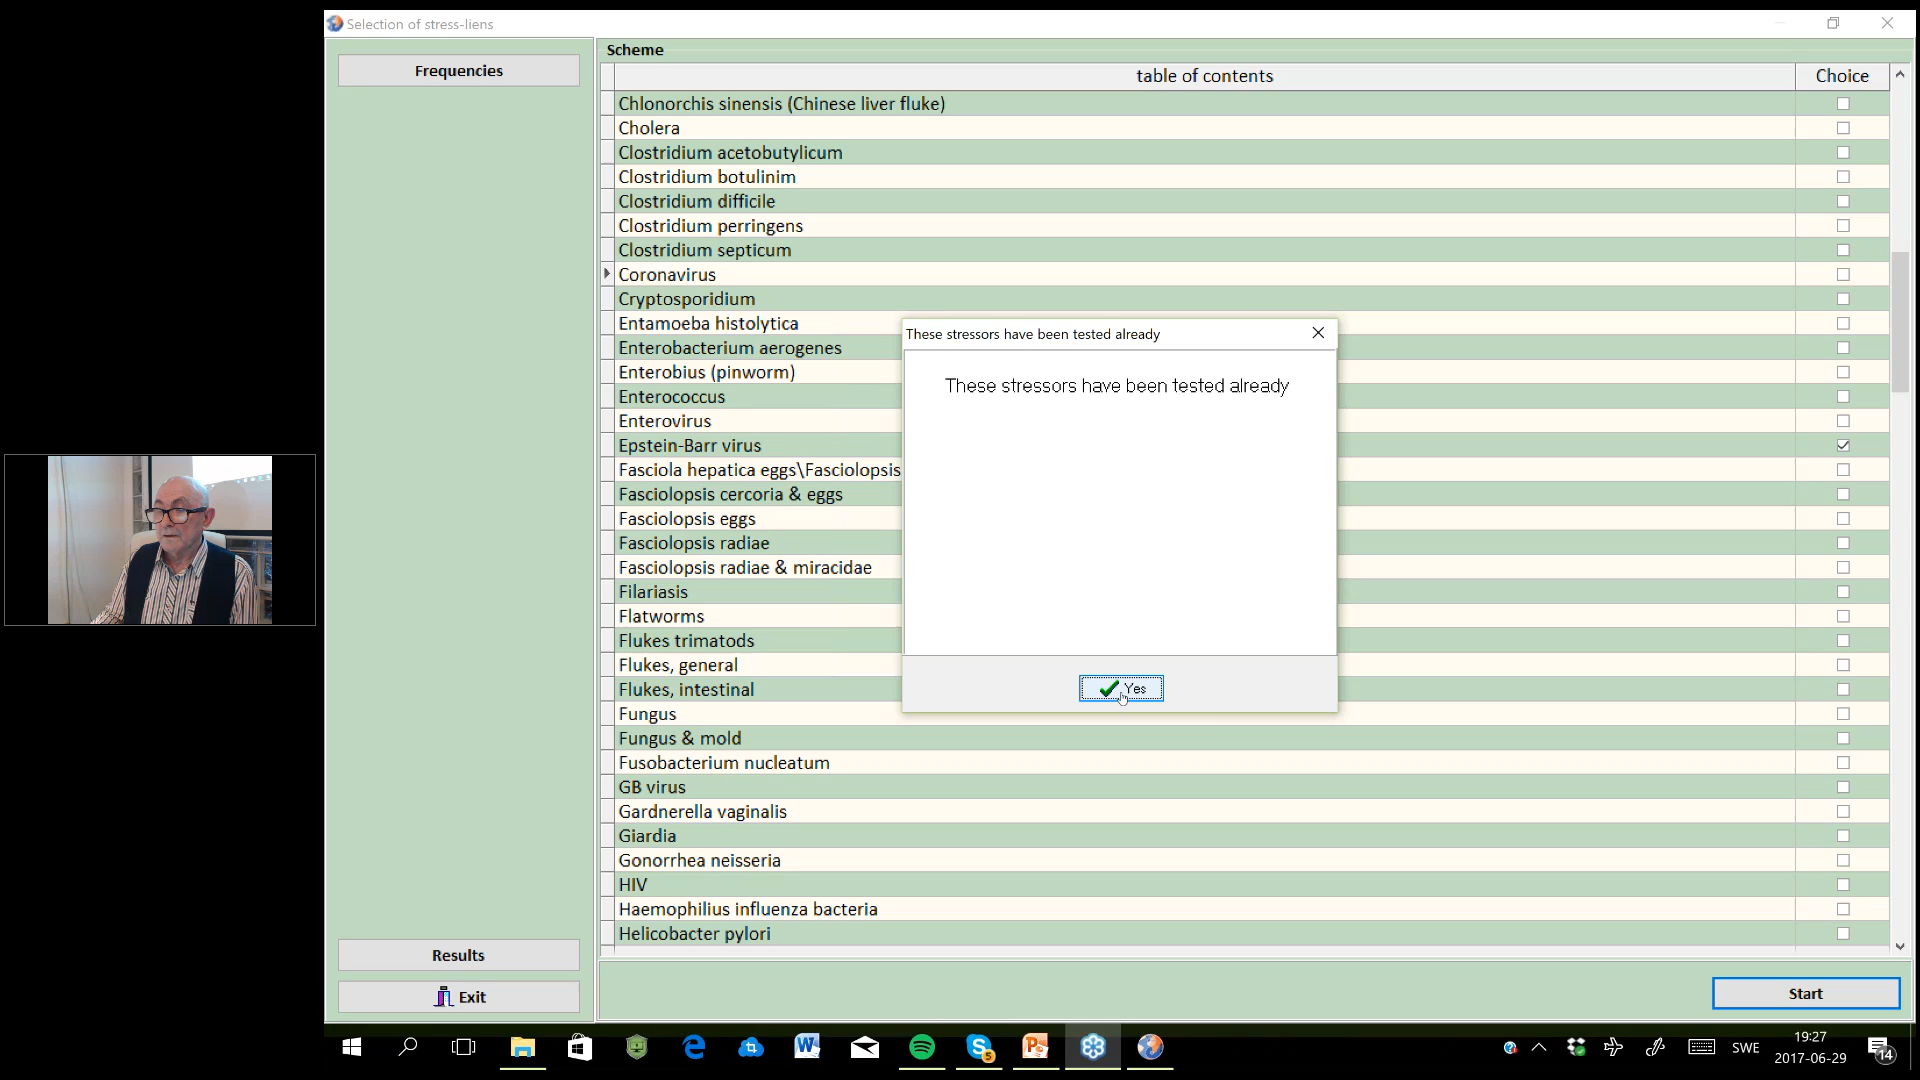 Selection of stress-liens
Frequencies
Scheme
table of contents
Choice
Chlonorchis sinensis (Chinese liver fluke)
Cholera
Clostridium acetobutylicum
Clostridium botulinim
Clostridium difficile
Clostridium perringens
Clostridium septicum
Coronavirus
Cryptosporidium
Entamoeba histolytica
Enterobacterium aerogenes
Enterobius (pinworm)
Enterococcus
Enterovirus
Epstein-Barr virus
Fasciola hepatica eggs\Fasciolopsis
Fasciolopsis cercoria & eggs
Fasciolopsis eggs
Fasciolopsis radiae
Fasciolopsis radiae & miracidae
Filariasis
Flatworms
Flukes trimatods
Flukes, general
Flukes, intestinal
Fungus
Fungus & mold
Fusobacterium nucleatum
GB virus
Gardnerella vaginalis
Giardia
Gonorrhea neisseria
HIV
Haemophilius influenza bacteria
Helicobacter pylori
These stressors have been tested already
These stressors have been tested already
Yes
Results
Exit
Start
5
SWE
19:27
2017-06-29
14